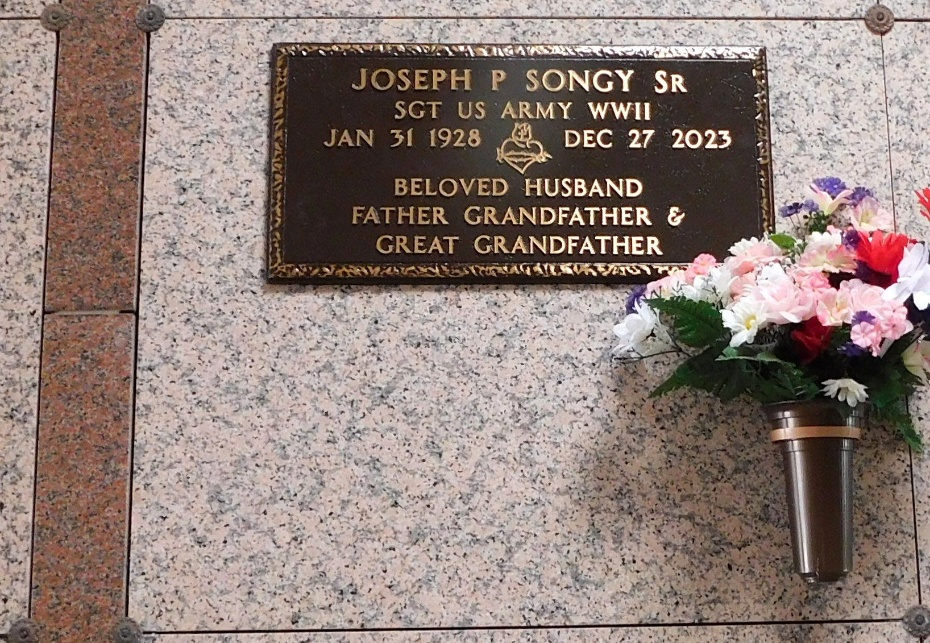 JOSEPH P SONGY SR
SGT US ARMY WWII
JAN 31 1928 DEC 27 2023
BELOVED HUSBAND
FATHER GRANDFATHER &
GREAT GRANDFATHER